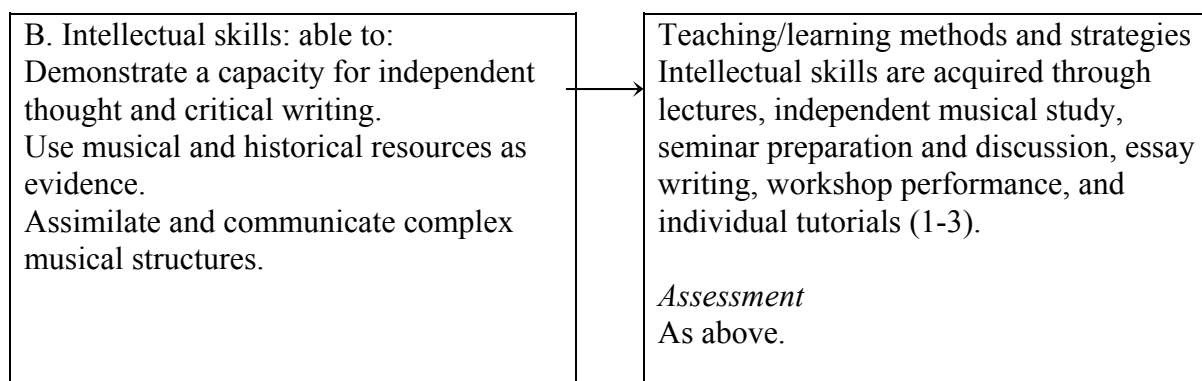 B. Intellectual skills: able to:
Demonstrate a capacity for independent
thought and critical writing.
Use musical and historical resources as
evidence.
Assimilate and communicate complex
musical structures.
Teaching/learning methods and strategies
Intellectual skills are acquired through
lectures, independent musical study,
seminar preparation and discussion, essay
writing, workshop performance, and
individual tutorials (1-3).
Assessment
As above.